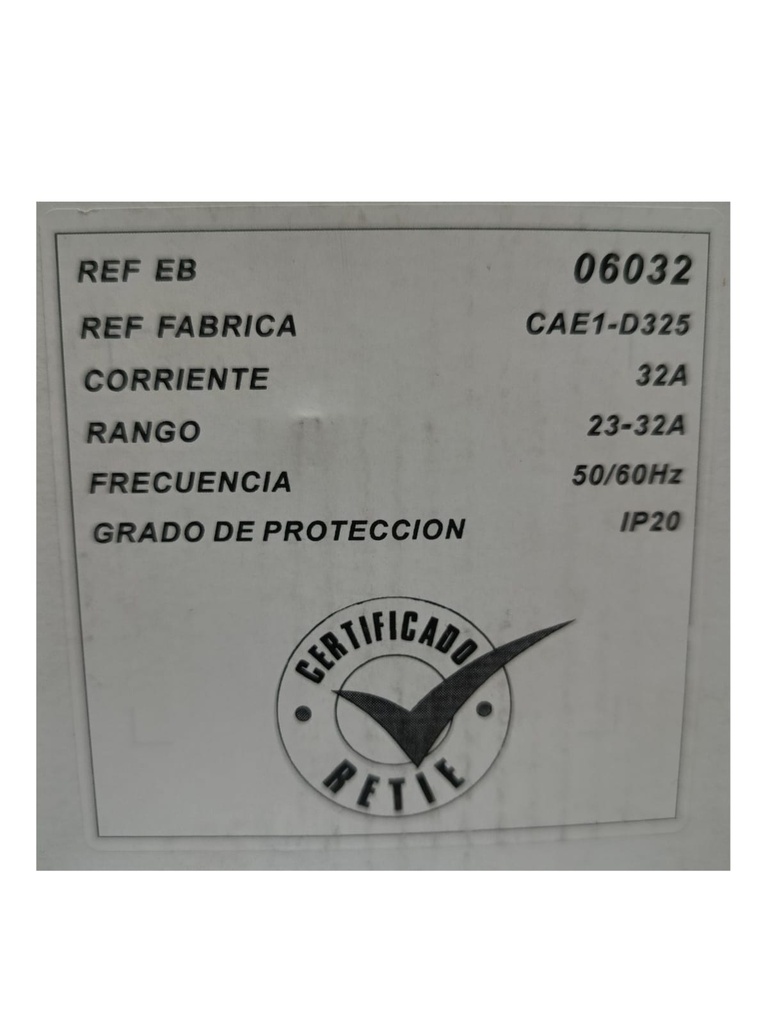 REF EB 06032
REF FABRICA CAE1-D325
CORRIENTE 32A
RANGO 23-32A
FRECUENCIA 50/60Hz
GRADO DE PROTECCION IP20
CERTIFICADO
RETIE